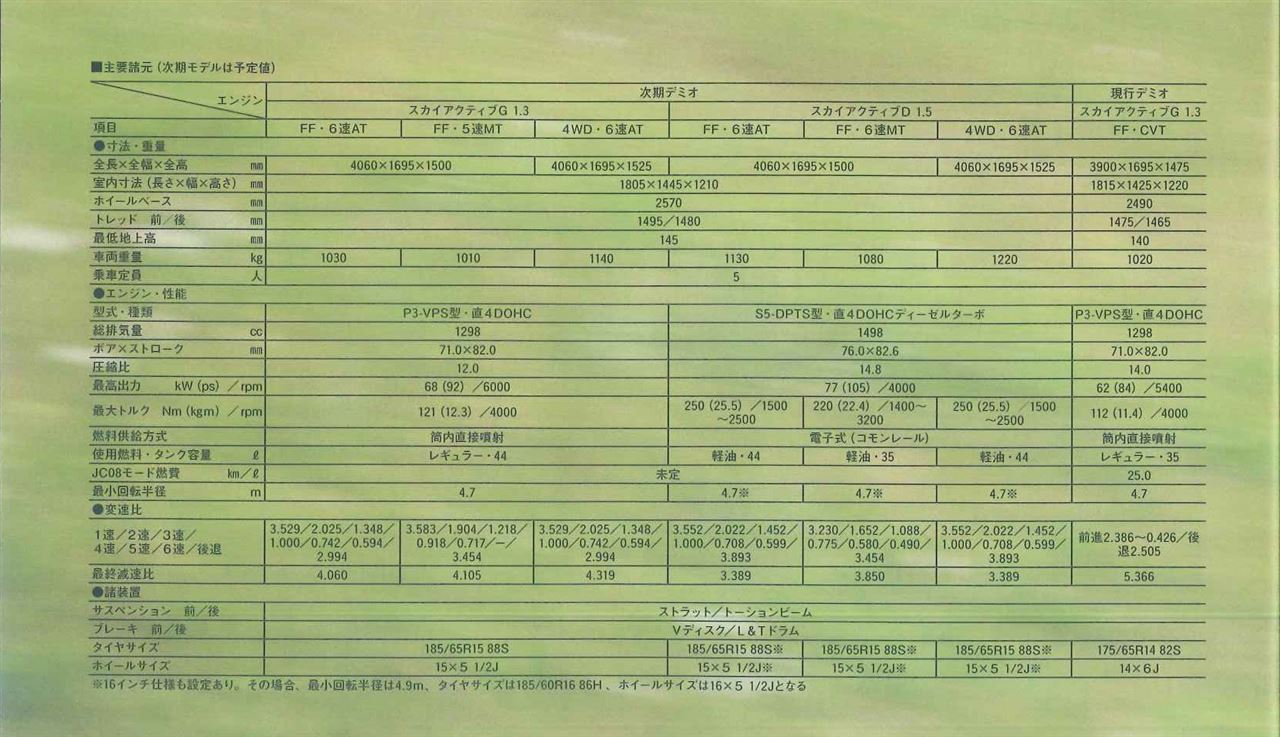 ■主要諸元(次期モデルは予定値)
エンジン 次期デミオ 現行デミオ
スカイアクティブG 1.3 スカイアクティブD 1.5 スカイアクティブG 1.3
項目 FF・6速AT FF・5速MT 4WD・6速AT FF・6速AT FF・6速MT 4WD・6速AT FF・CVT
●寸法・重量
全長×全幅×全高 mm 4060×1695×1500 4060×1695×1525 4060×1695×1500 4060×1695×1525 3900×1695×1475
室内寸法(長さ×幅×高さ) mm 1805×1445×1210 1815×1425×1220
ホイールベース mm 2570 2490
トレッド 前/後 mm 1495/1480 1475/1465
最低地上高 mm 145 140
車両重量 kg 1030 1010 1140 1130 1080 1220 1020
乗車定員 人 5
●エンジン・性能
型式・種類 P3-VPS型・直4DOHC S5-DPTS型・直4DOHCディーゼルターボ P3-VPS型・直4DOHC
総排気量 cc 1298 1498 1298
ボア×ストローク mm 71.0×82.0 76.0×82.6 71.0×82.0
圧縮比 12.0 14.8 14.0
最高出力 kW(ps)/rpm 68(92)/6000 77(105)/4000 62(84)/5400
最大トルク Nm(kgm)/rpm 121(12.3)/4000 250(25.5)/1500～2500 220(22.4)/1400～3200 250(25.5)/1500～2500 112(11.4)/4000
燃料供給方式 筒内直接噴射 電子式(コモンレール) 筒内直接噴射
使用燃料・タンク容量 ℓ レギュラー・44 軽油・44 軽油・35 軽油・44 レギュラー・35
JC08モード燃費 km/ℓ 未定 25.0
最小回転半径 m 4.7 4.7※ 4.7※ 4.7※ 4.7
●変速比
1速/2速/3速/4速/5速/6速/後退 3.529/2.025/1.348/1.000/0.742/0.594/2.994 3.583/1.904/1.218/0.918/0.717/ー/3.454 3.529/2.025/1.348/1.000/0.742/0.594/2.994 3.552/2.022/1.452/1.000/0.708/0.599/3.893 3.230/1.652/1.088/0.775/0.580/0.490/3.454 3.552/2.022/1.452/1.000/0.708/0.599/3.893 前進2.386～0.426/後退2.505
最終減速比 4.060 4.105 4.319 3.389 3.850 3.389 5.366
●諸装置
サスペンション 前/後 ストラット/トーションビーム
ブレーキ 前/後 Vディスク/L&Tドラム
タイヤサイズ 185/65R15 88S 185/65R15 88S※ 185/65R15 88S※ 185/65R15 88S※ 175/65R14 82S
ホイールサイズ 15×5 1/2J 15×5 1/2J※ 15×5 1/2J※ 15×5 1/2J※ 14×6J
※16インチ仕様も設定あり。その場合、最小回転半径は4.9m、タイヤサイズは185/60R16 86H、ホイールサイズは16×5 1/2Jとなる